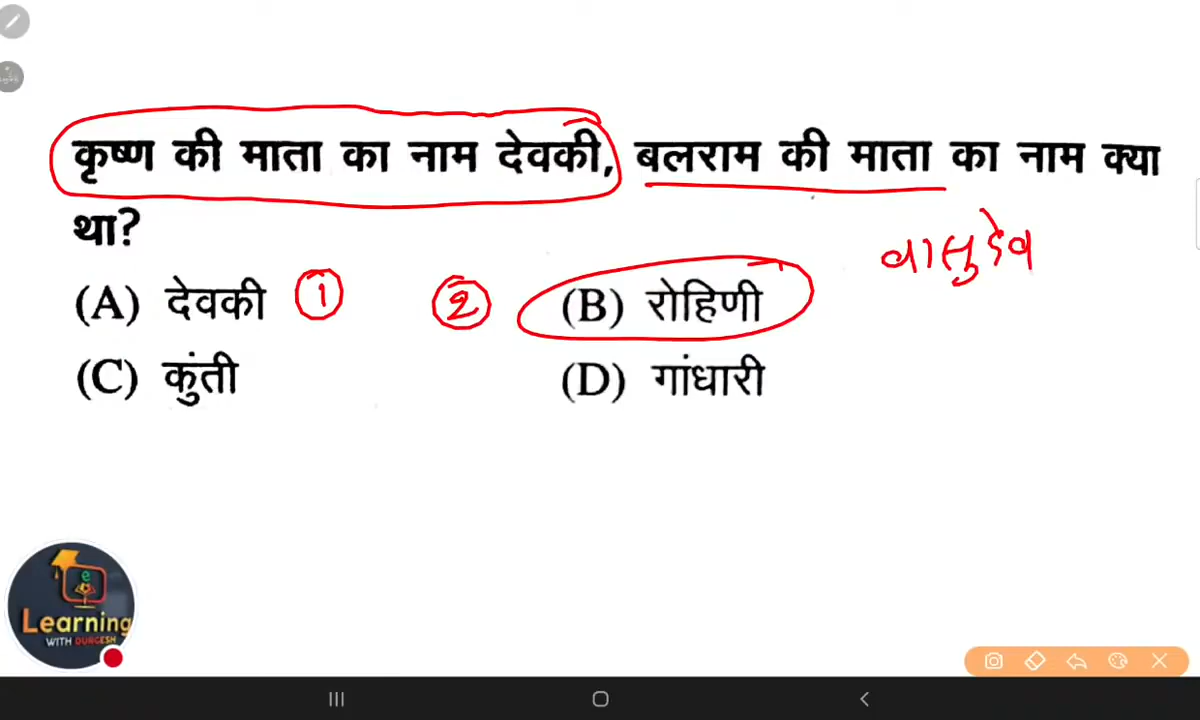 कृष्ण की माता का नाम देवकी, बलराम की माता का नाम क्या
था?
वासुदेव
(A) देवकी 1 2 (B) रोहिणी
(C) कुंती (D) गांधारी
e
Learning
WITH DURGESH